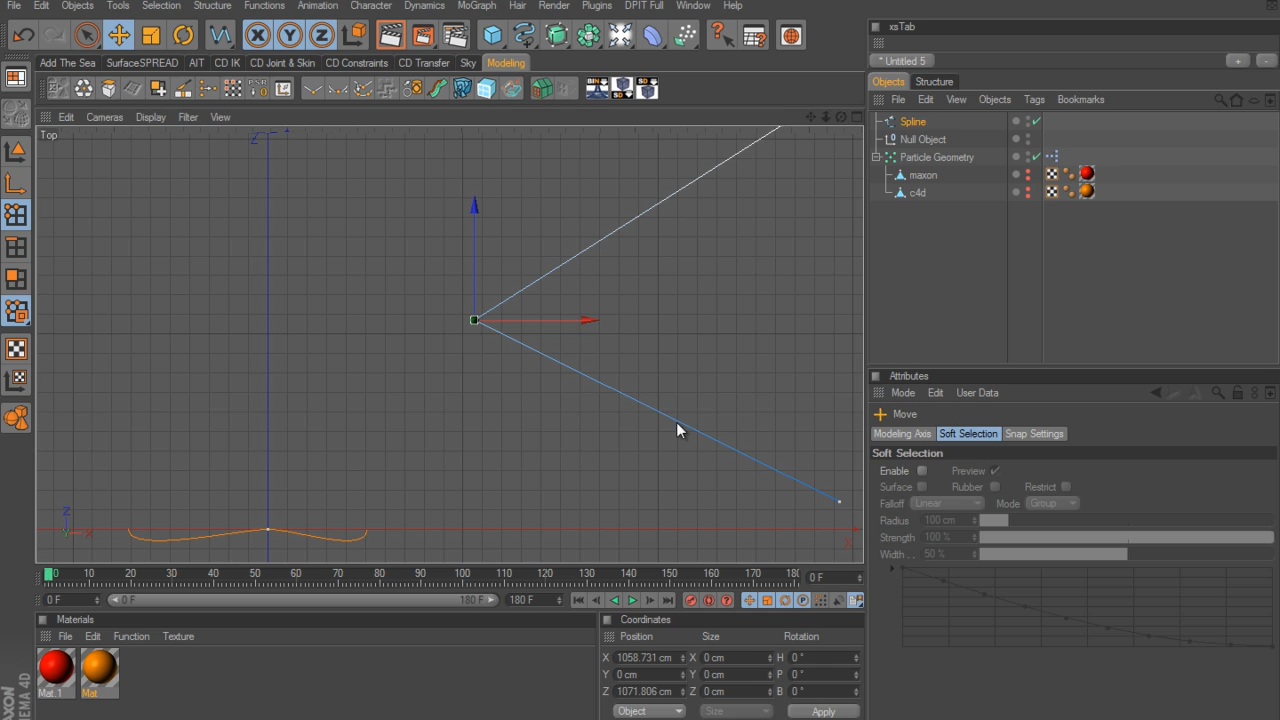 File Edit Objects Tools Selection Structure Functions Animation Character Dynamics MoGraph Hair Render Plugins DPIT Full Window Help
xsTab
* Untitled 5
+ -
Add The Sea SurfaceSPREAD AIT CD IK CD Joint & Skin CD Constraints CD Transfer Sky Modeling
Objects Structure
File Edit View Objects Tags Bookmarks
Edit Cameras Display Filter View
Top
Z
Spline
Null Object
Particle Geometry
maxon
c4d
Attributes
Mode Edit User Data
Move
Modeling Axis Soft Selection Snap Settings
Soft Selection
Enable Preview
Surface Rubber Restrict
Falloff Linear Mode Group
Radius 100 cm
Strength 100 %
Width . . 50 %
Z
X
X
0 10 20 30 40 50 60 70 80 90 100 110 120 130 140 150 160 170 180 0 F
0 F 0 F 180 F 180 F
Materials
File Edit Function Texture
Mat.1 Mat
Coordinates
Position Size Rotation
X 1058.731 cm X 0 cm H 0 °
Y 0 cm Y 0 cm P 0 °
Z 1071.806 cm Z 0 cm B 0 °
Object Size Apply